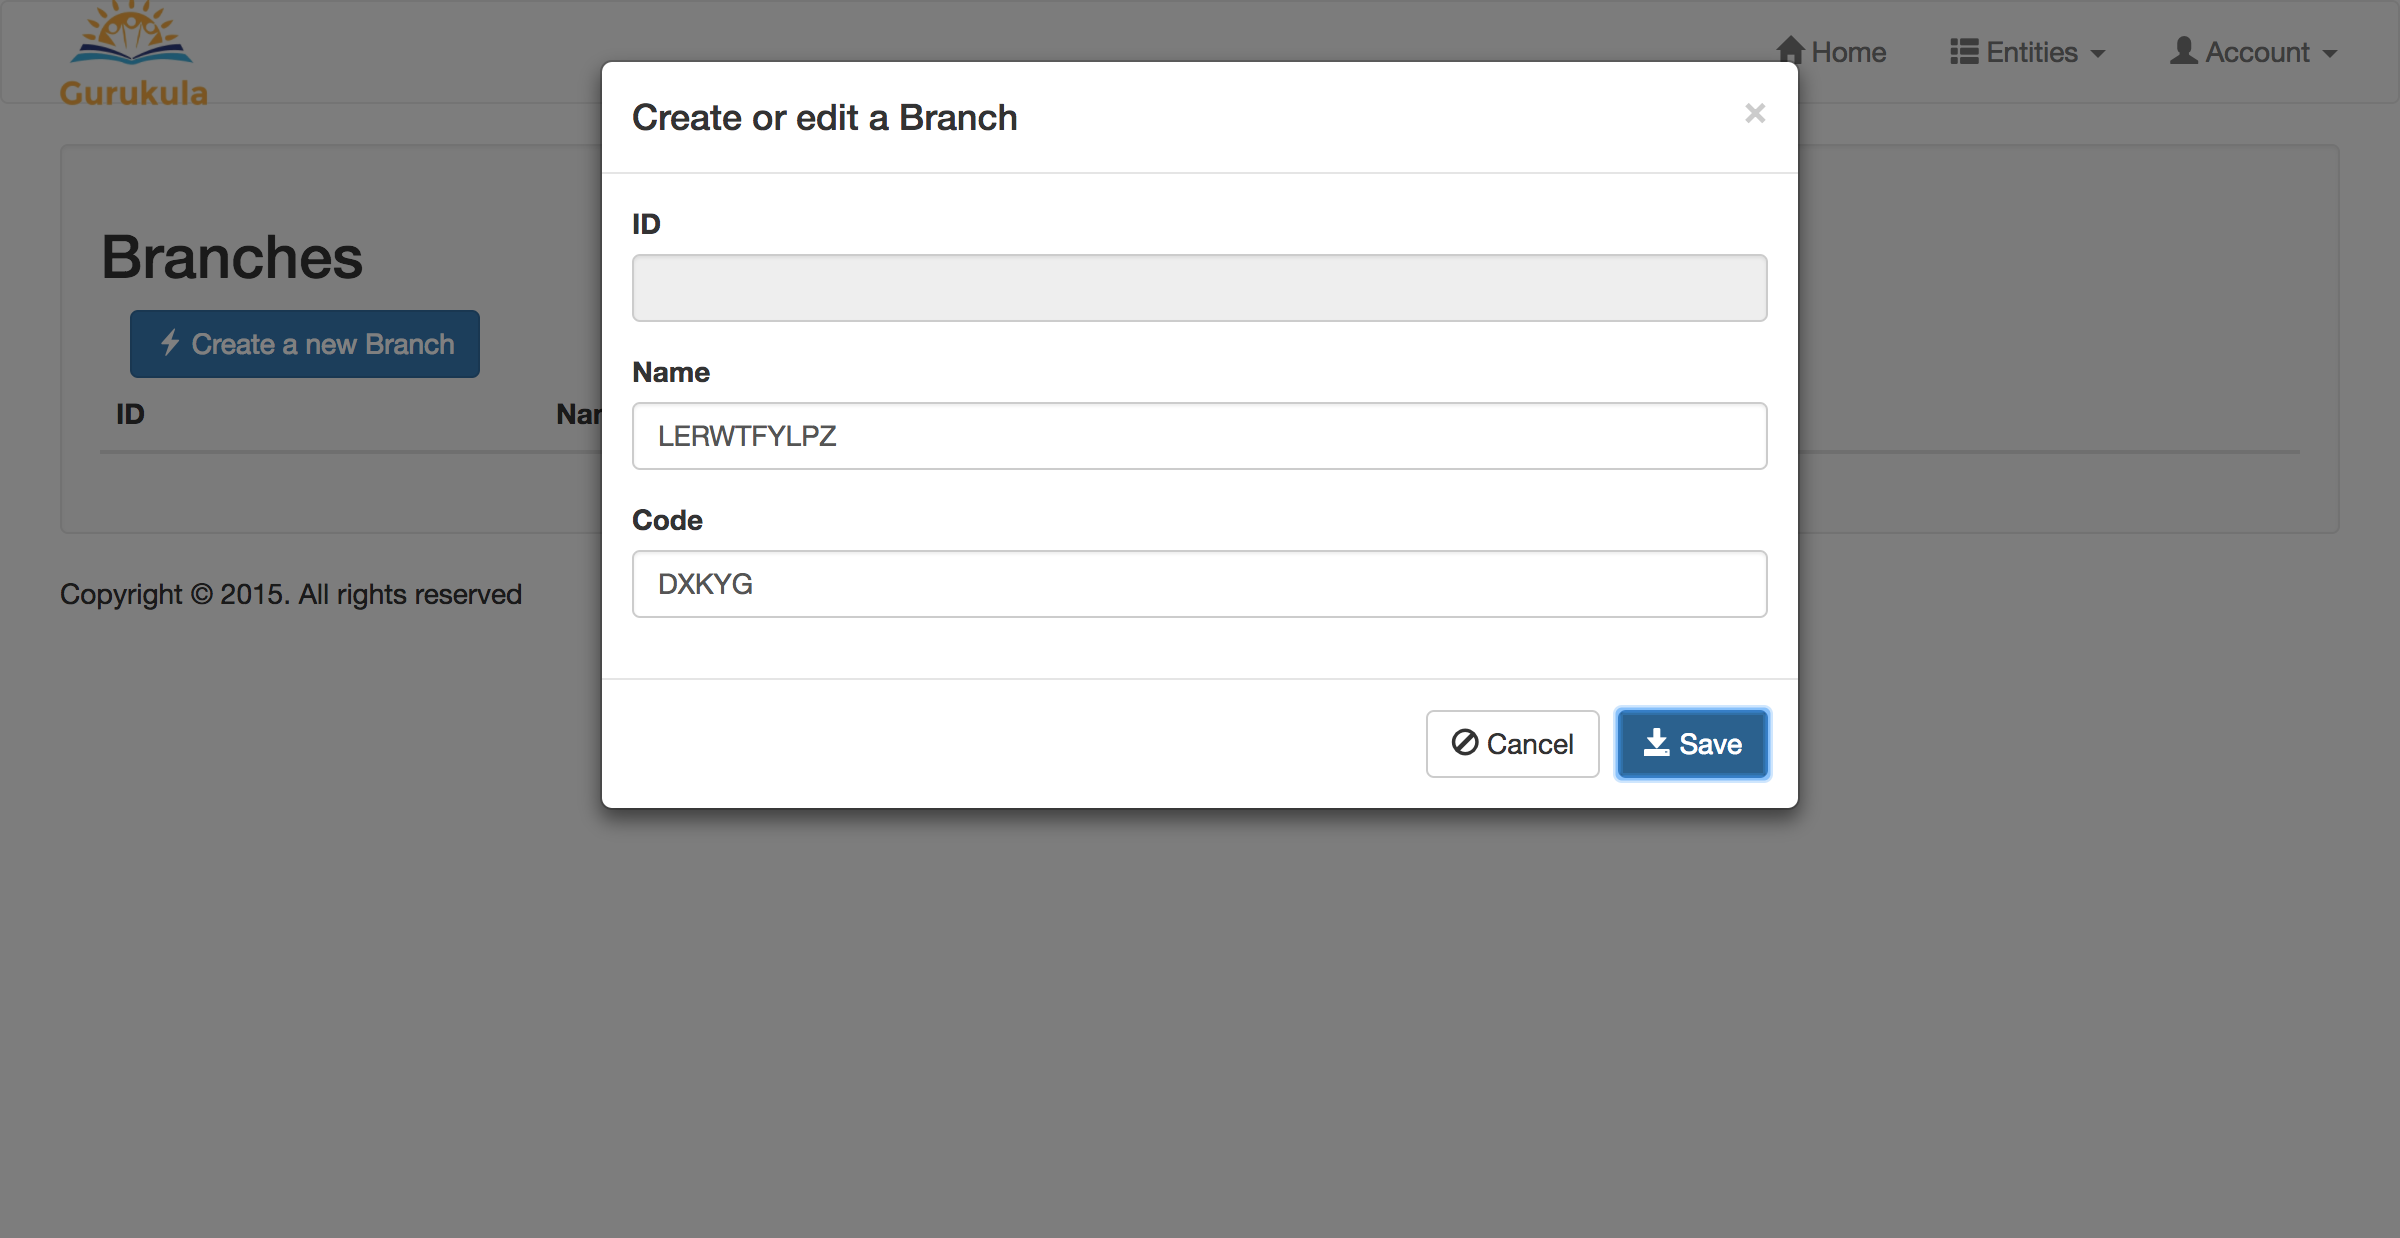 Gurukula
Home Entities Account
Create or edit a Branch ×
ID
Name
LERWTFYLPZ
Code
DXKYG
Cancel Save
Branches
Create a new Branch
ID
Copyright © 2015. All rights reserved